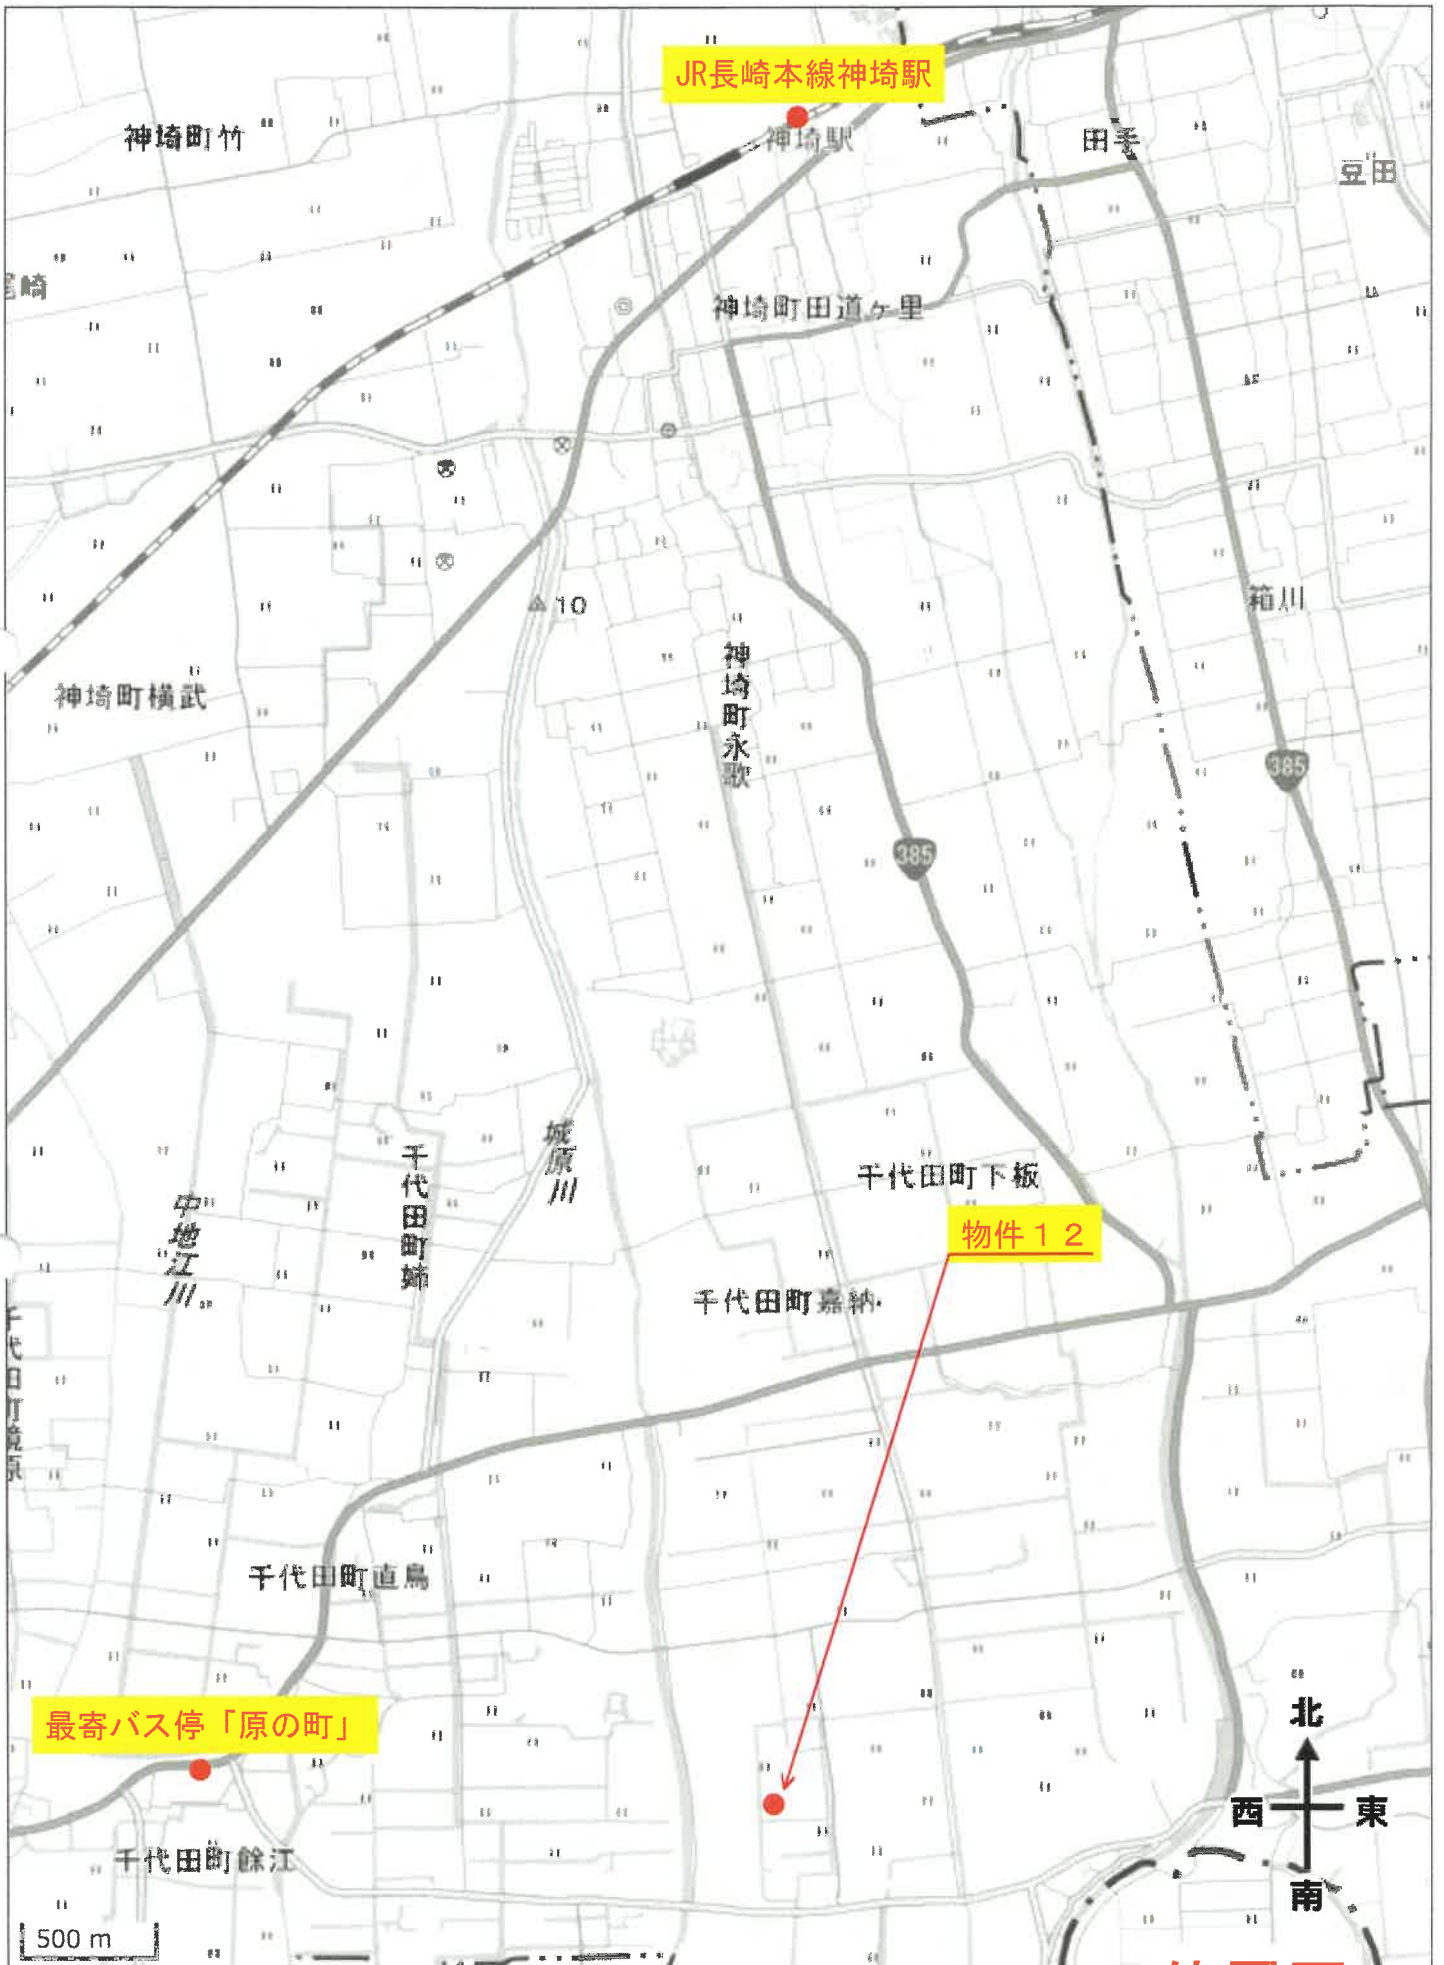 JR長崎本線神埼駅
神埼駅
神埼町竹
田手
豆田
尾崎
神埼町田道ヶ里
10
箱川
神埼町横武
神埼町永歌
385
385
千代田町下板
城原川
千代田町姉
中地江川
物件12
千代田町嘉納
千代田町直鳥
最寄バス停「原の町」
北
西
東
南
千代田町餘江
500 m